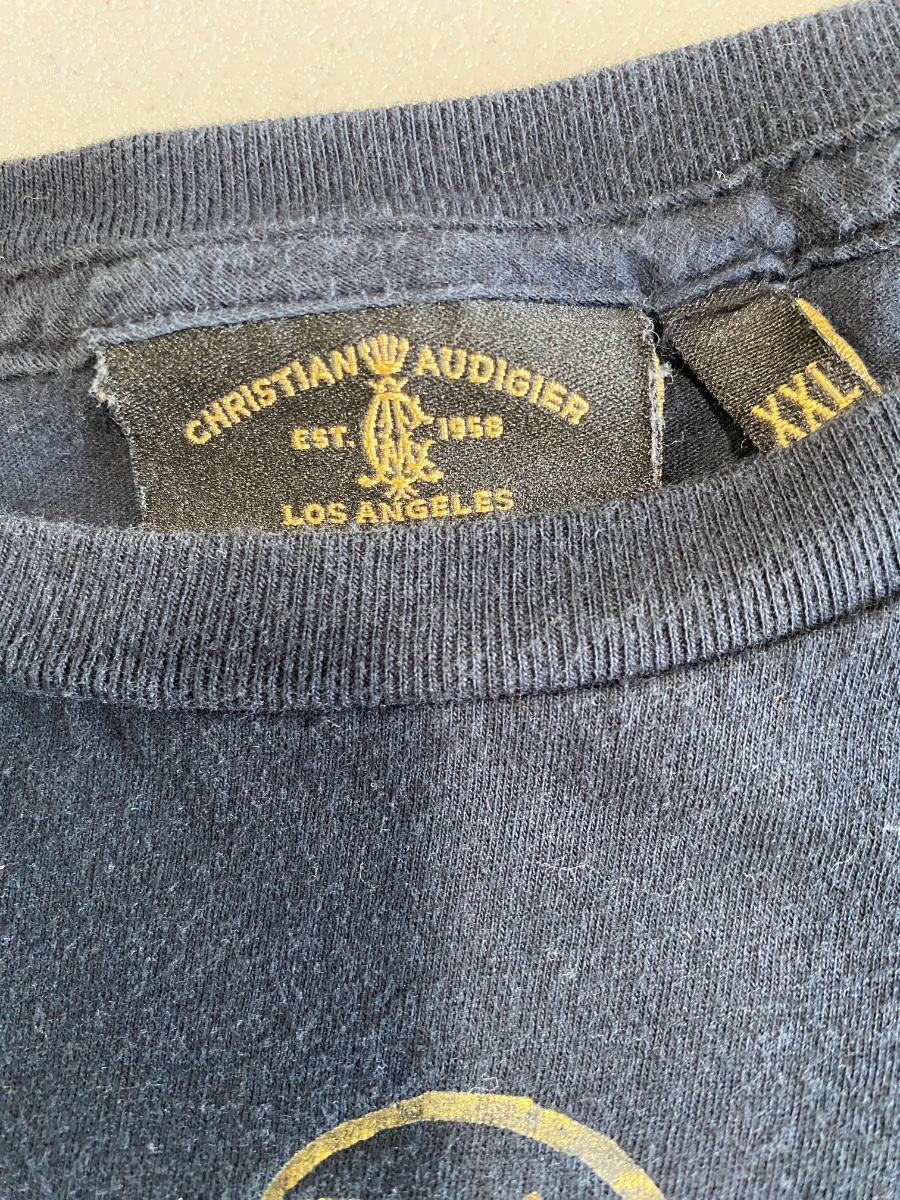 CHRISTIAN AUDIGIER
EST. 1958
LOS ANGELES
XXL